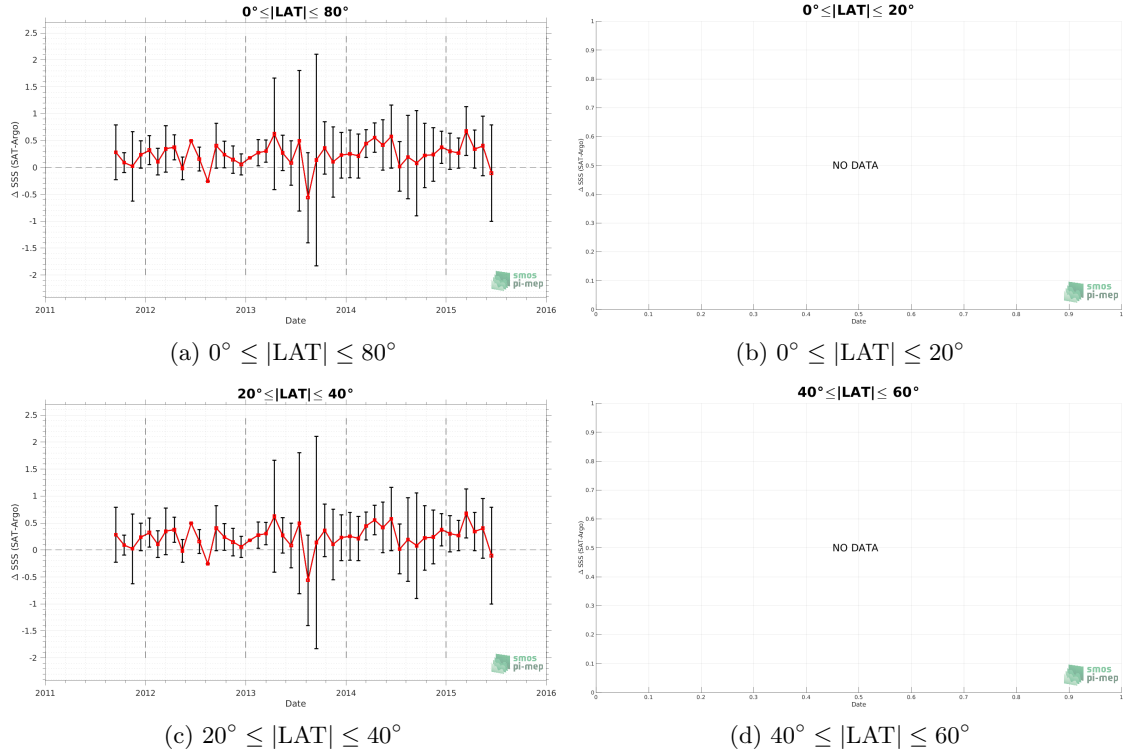 0°≤|LAT|≤ 80°
2.5
2
1.5
1
0.5
0
-0.5
-1
-1.5
-2
Δ SSS (SAT-Argo)
2011 2012 2013 2014 2015 2016
Date
smos
pi-mep
(a) 0° ≤ |LAT| ≤ 80°
0°≤|LAT|≤ 20°
1
0.9
0.8
0.7
0.6
0.5
0.4
0.3
0.2
0.1
0
Δ SSS (SAT-Argo)
NO DATA
0 0.1 0.2 0.3 0.4 0.5 0.6 0.7 0.8 0.9 1
Date
smos
pi-mep
(b) 0° ≤ |LAT| ≤ 20°
20°≤|LAT|≤ 40°
2.5
2
1.5
1
0.5
0
-0.5
-1
-1.5
-2
Δ SSS (SAT-Argo)
2011 2012 2013 2014 2015 2016
Date
smos
pi-mep
(c) 20° ≤ |LAT| ≤ 40°
40°≤|LAT|≤ 60°
1
0.9
0.8
0.7
0.6
0.5
0.4
0.3
0.2
0.1
0
Δ SSS (SAT-Argo)
NO DATA
0 0.1 0.2 0.3 0.4 0.5 0.6 0.7 0.8 0.9 1
Date
smos
pi-mep
(d) 40° ≤ |LAT| ≤ 60°